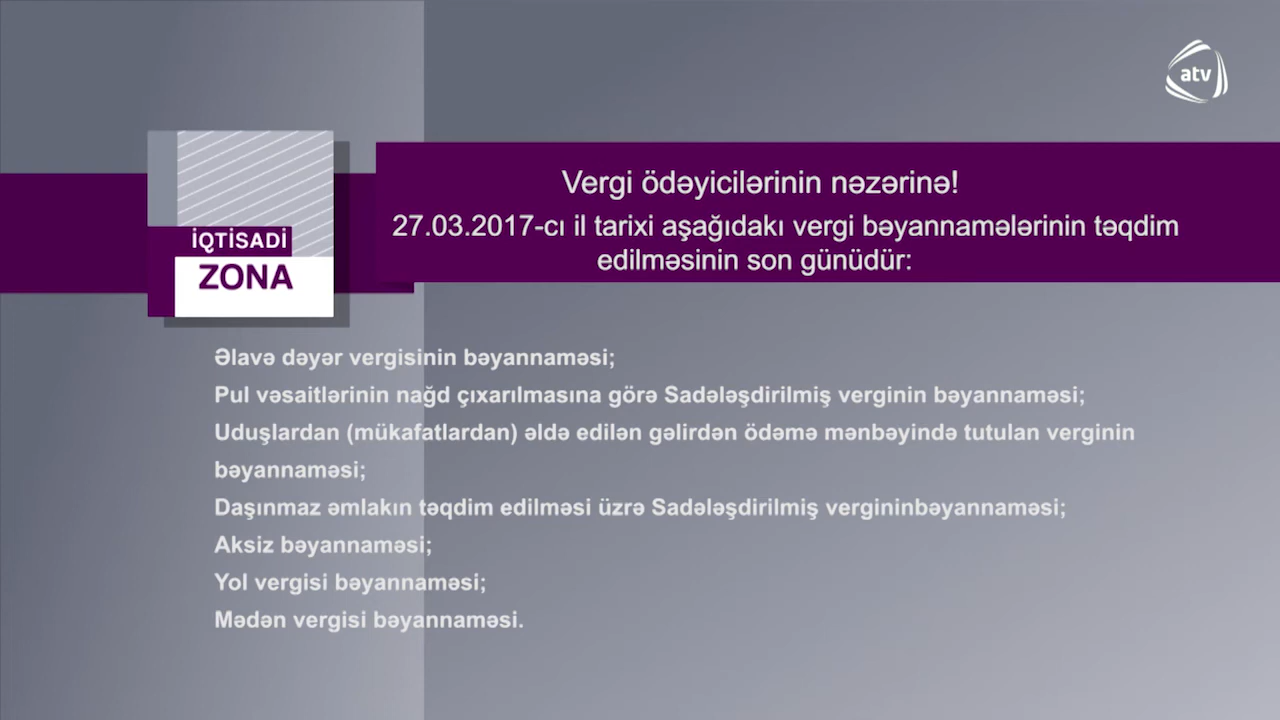 atv
Vergi ödəyicilərinin nəzərinə!
27.03.2017-cı il tarixi aşağıdakı vergi bəyannamələrinin təqdim
edilməsinin son günüdür:
İQTİSADİ
ZONA
Əlavə dəyər vergisinin bəyannaməsi;
Pul vəsaitlərinin nağd çıxarılmasına görə Sadələşdirilmiş verginin bəyannaməsi;
Uduşlardan (mükafatlardan) əldə edilən gəlirdən ödəmə mənbəyində tutulan verginin
bəyannaməsi;
Daşınmaz əmlakın təqdim edilməsi üzrə Sadələşdirilmiş vergininbəyannaməsi;
Aksiz bəyannaməsi;
Yol vergisi bəyannaməsi;
Mədən vergisi bəyannaməsi.